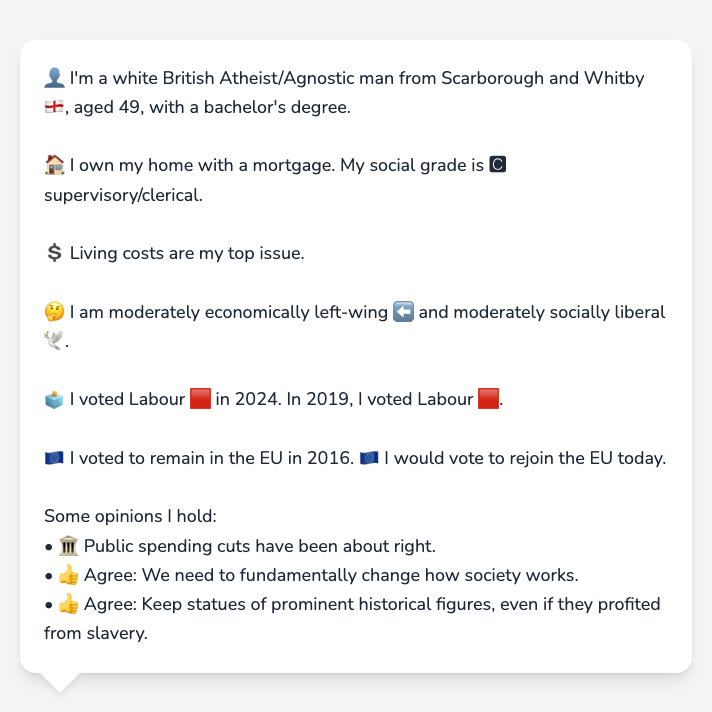 👤 I'm a white British Atheist/Agnostic man from Scarborough and Whitby
🏴󠁧󠁢󠁥󠁮󠁧󠁿, aged 49, with a bachelor's degree.
🏠 I own my home with a mortgage. My social grade is 🅲
supervisory/clerical.
💲 Living costs are my top issue.
🤔 I am moderately economically left-wing ⬅️ and moderately socially liberal
🕊️.
🗳️ I voted Labour 🟥 in 2024. In 2019, I voted Labour 🟥.
🇪🇺 I voted to remain in the EU in 2016. 🇪🇺 I would vote to rejoin the EU today.
Some opinions I hold:
• 🏛️ Public spending cuts have been about right.
• 👍 Agree: We need to fundamentally change how society works.
• 👍 Agree: Keep statues of prominent historical figures, even if they profited
from slavery.